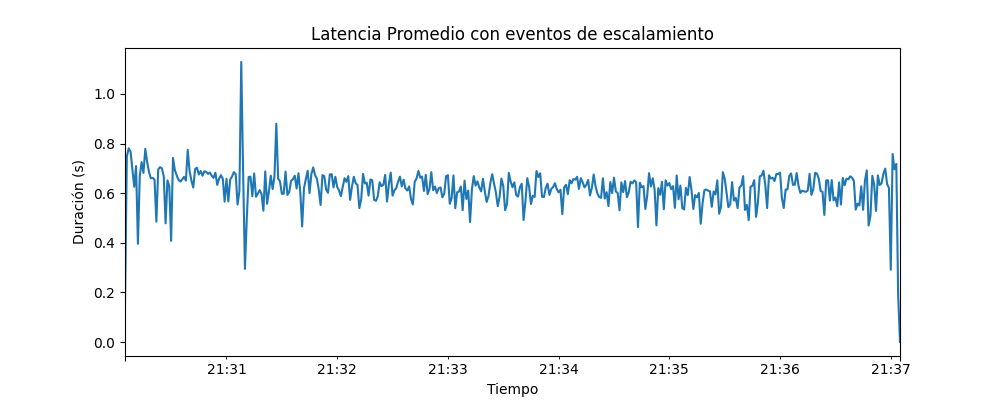 Latencia Promedio con eventos de escalamiento
Duración (s)
1.0
0.8
0.6
0.4
0.2
0.0
21:31 21:32 21:33 21:34 21:35 21:36 21:37
Tiempo